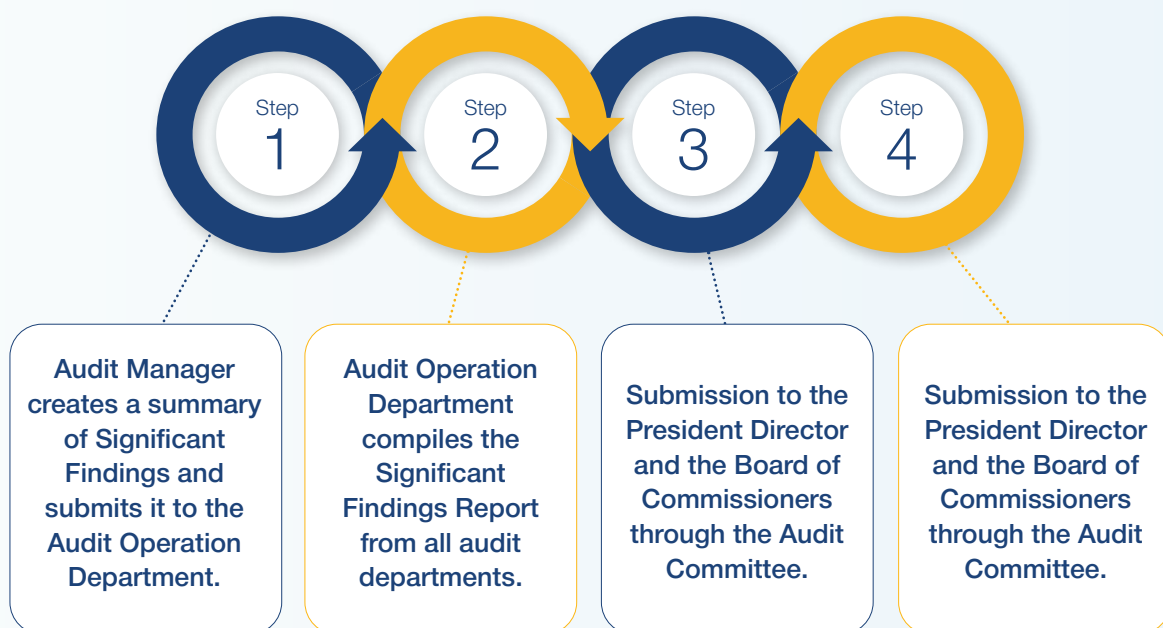 Step
1
Step
2
Step
3
Step
4
Audit Manager
creates a summary
of Significant
Findings and
submits it to the
Audit Operation
Department.
Audit Operation
Department
compiles the
Significant
Findings Report
from all audit
departments.
Submission to the
President Director
and the Board of
Commissioners
through the Audit
Committee.
Submission to the
President Director
and the Board of
Commissioners
through the Audit
Committee.